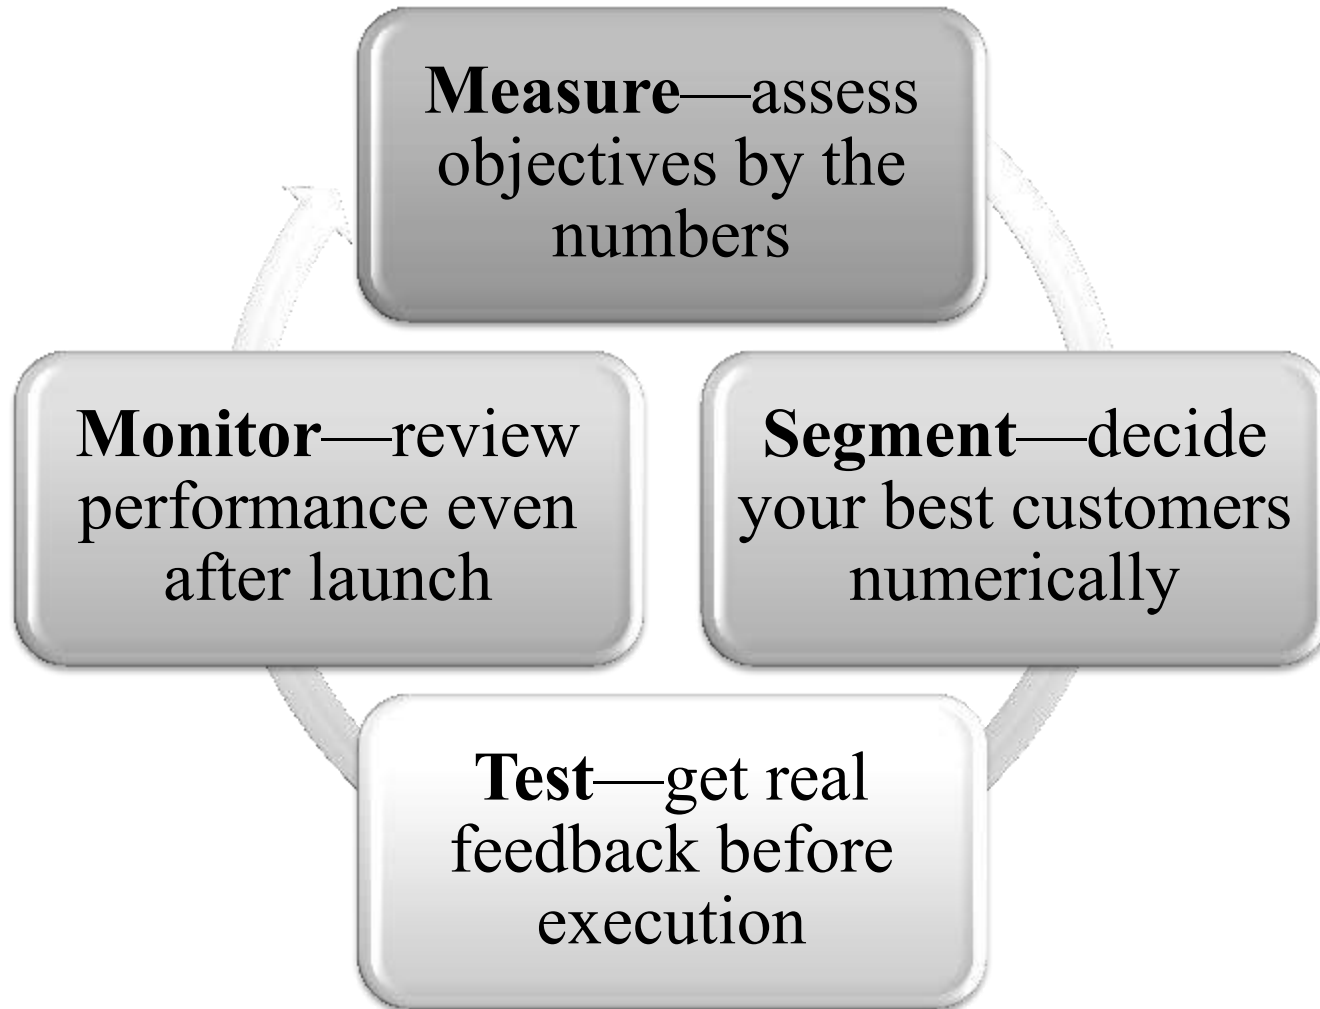 Measure—assess
objectives by the
numbers
Segment—decide
your best customers
numerically
Test—get real
feedback before
execution
Monitor—review
performance even
after launch